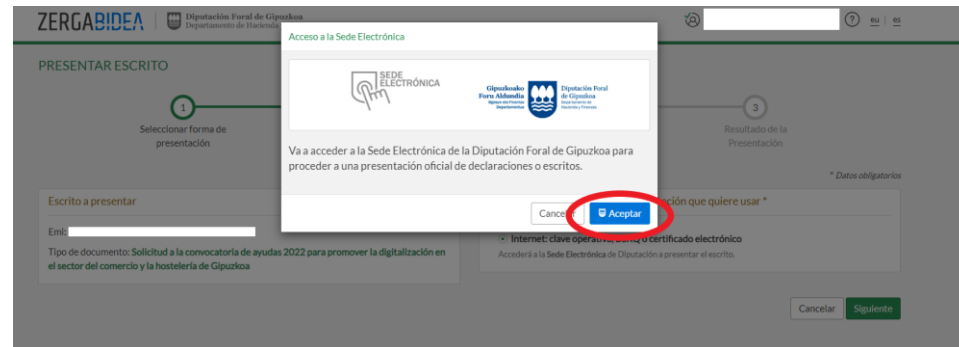 ZERGABIDEA
Diputación Foral de Gipuzkoa
Departamento de Hacienda
eu | es
PRESENTAR ESCRITO
1
Seleccionar forma de
presentación
3
Resultado de la
Presentación
* Datos obligatorios
Acceso a la Sede Electrónica
SEDE
ELECTRÓNICA
Gipuzkoako
Foru Aldundia
Diputación Foral
de Gipuzkoa
Departamento de
Hacienda y Finanzas
Va a acceder a la Sede Electrónica de la Diputación Foral de Gipuzkoa para
proceder a una presentación oficial de declaraciones o escritos.
Aceptar
Escrito a presentar
Emi:
Tipo de documento: Solicitud a la convocatoria de ayudas 2022 para promover la digitalización en
el sector del comercio y la hostelería de Gipuzkoa
ción que quiere usar *
Internet: clave operativa, o certificado electrónico
Accederá a la Sede Electrónica de Diputación a presentar el escrito.
Cancelar
Siguiente